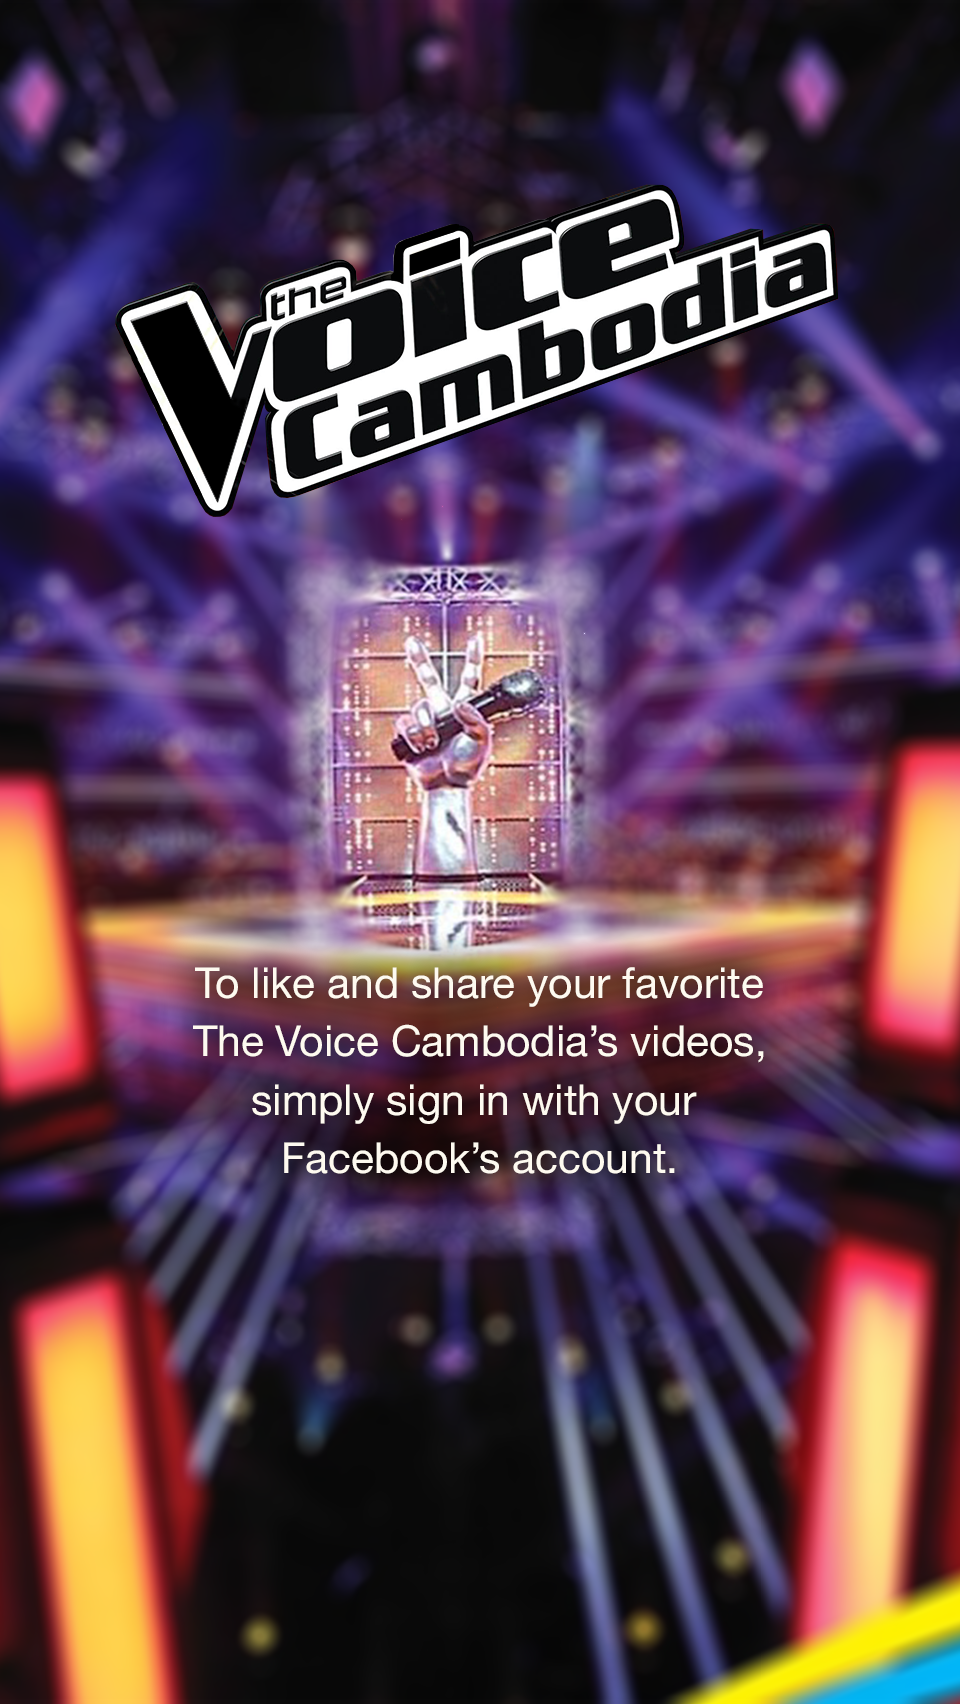 the
Voice
Cambodia
To like and share your favorite
The Voice Cambodia’s videos,
simply sign in with your
Facebook’s account.